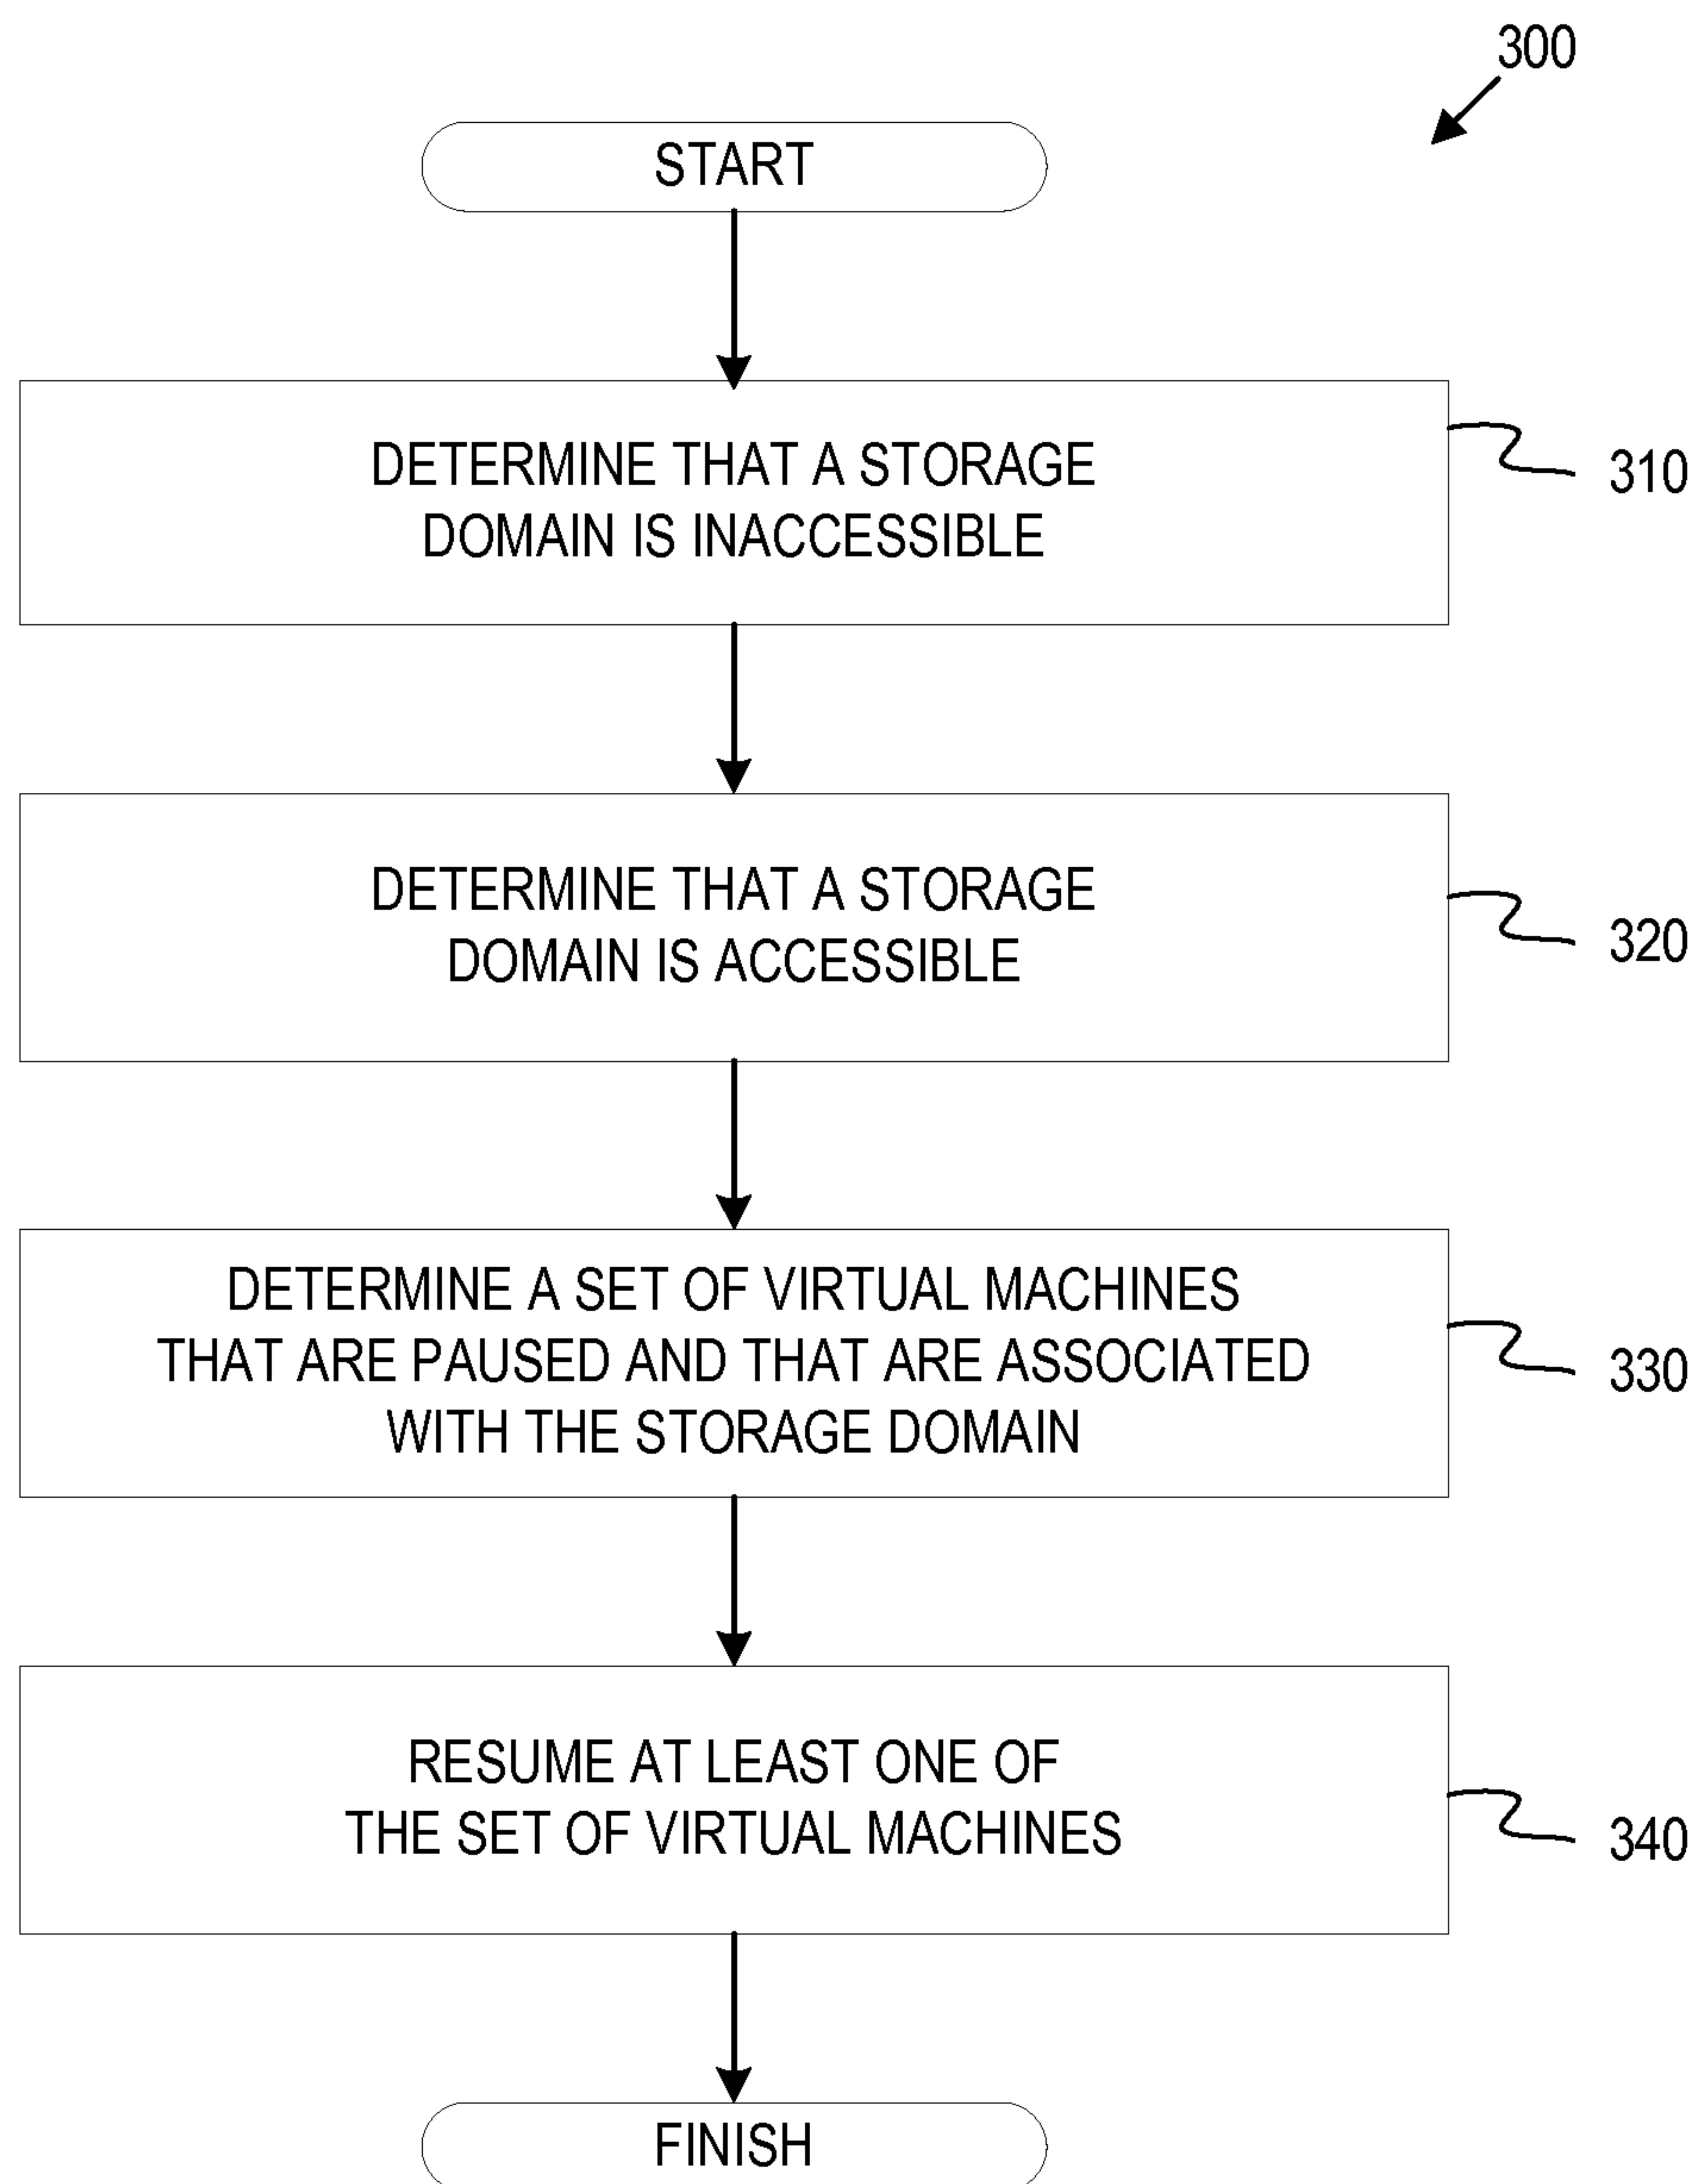 300
START
DETERMINE THAT A STORAGE
DOMAIN IS INACCESSIBLE
310
DETERMINE THAT A STORAGE
DOMAIN IS ACCESSIBLE
320
DETERMINE A SET OF VIRTUAL MACHINES
THAT ARE PAUSED AND THAT ARE ASSOCIATED
WITH THE STORAGE DOMAIN
330
RESUME AT LEAST ONE OF
THE SET OF VIRTUAL MACHINES
340
FINISH